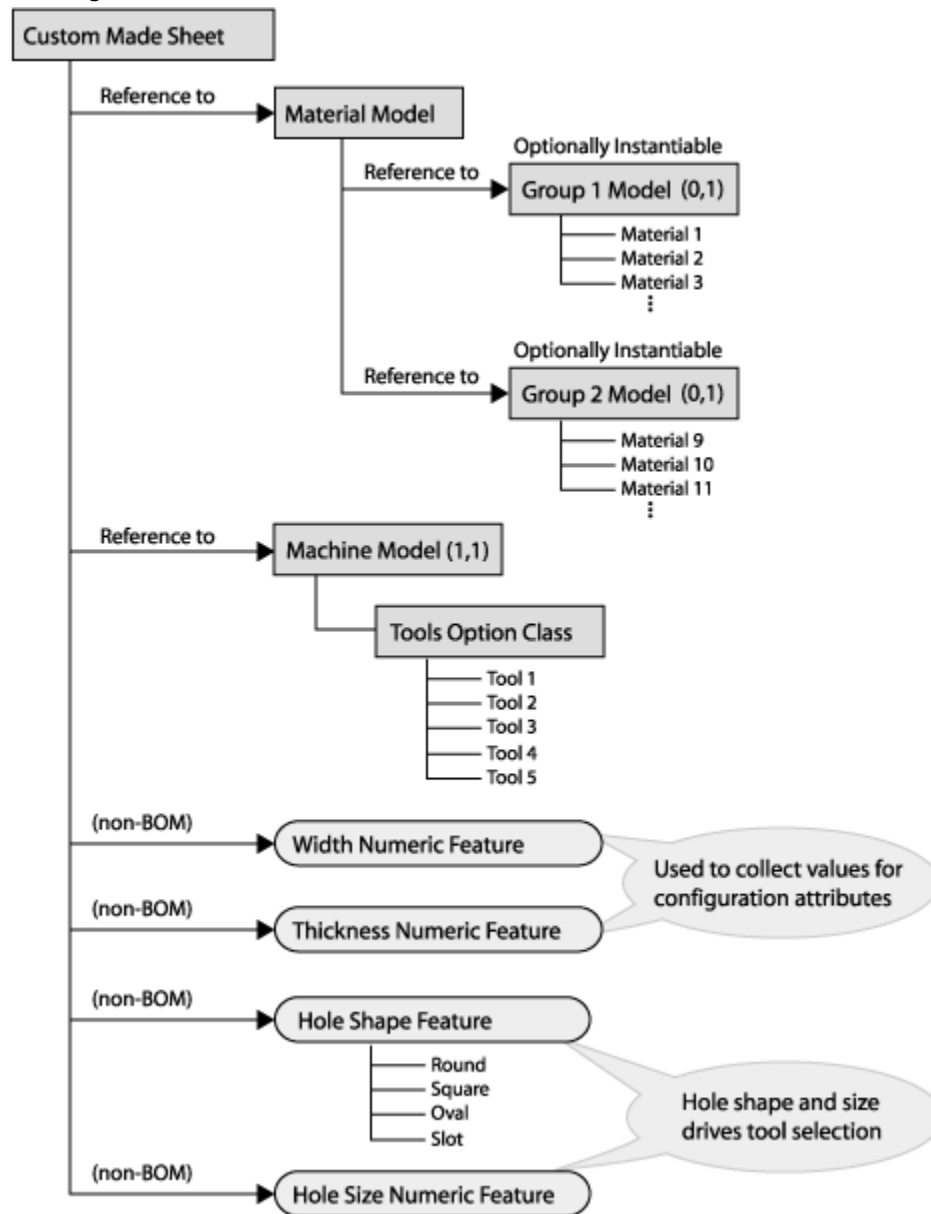 Custom Made Sheet
Reference to
Material Model
Optionally Instantiable
Reference to
Group 1 Model (0,1)
Material 1
Material 2
Material 3
Optionally Instantiable
Reference to
Group 2 Model (0,1)
Material 9
Material 10
Material 11
Reference to
Machine Model (1,1)
Tools Option Class
Tool 1
Tool 2
Tool 3
Tool 4
Tool 5
(non-BOM)
Width Numeric Feature
Used to collect values for
configuration attributes
(non-BOM)
Thickness Numeric Feature
(non-BOM)
Hole Shape Feature
Round
Square
Oval
Slot
Hole shape and size
drives tool selection
(non-BOM)
Hole Size Numeric Feature